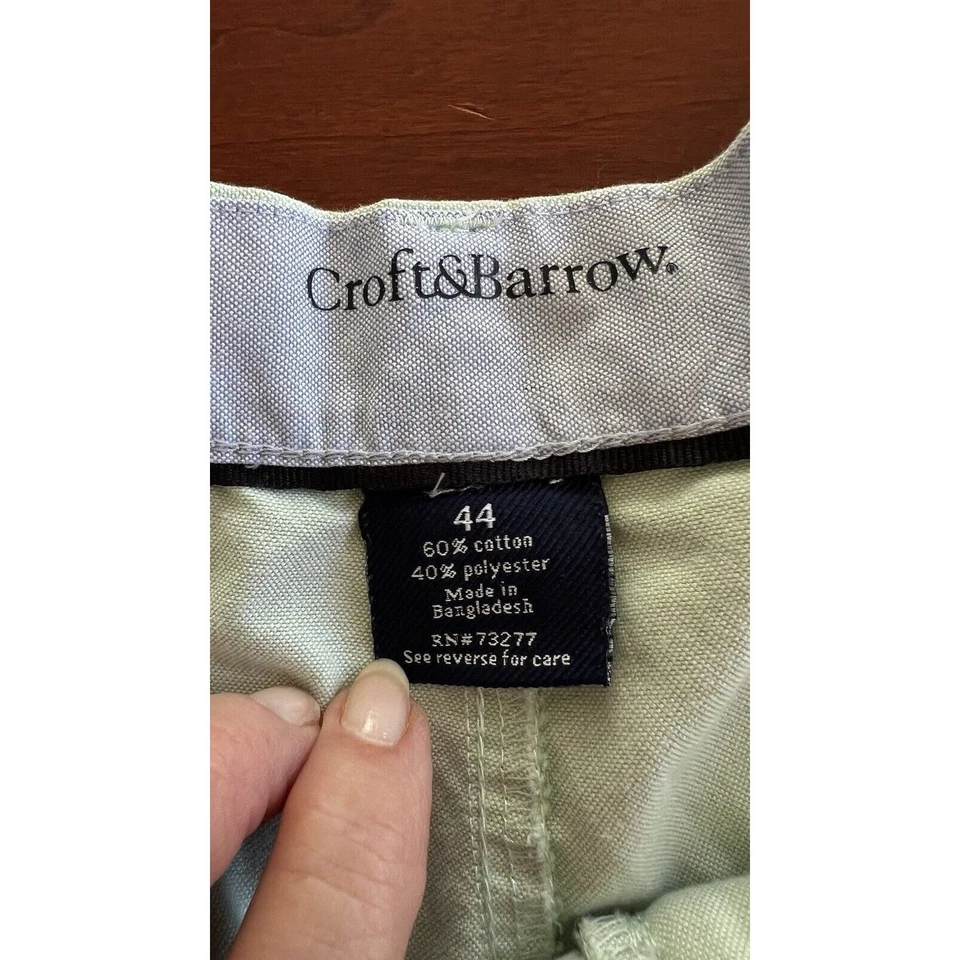 Croft&Barrow®
44
60% cotton
40% polyester
Made in
Bangladesh
RN#73277
See reverse for care